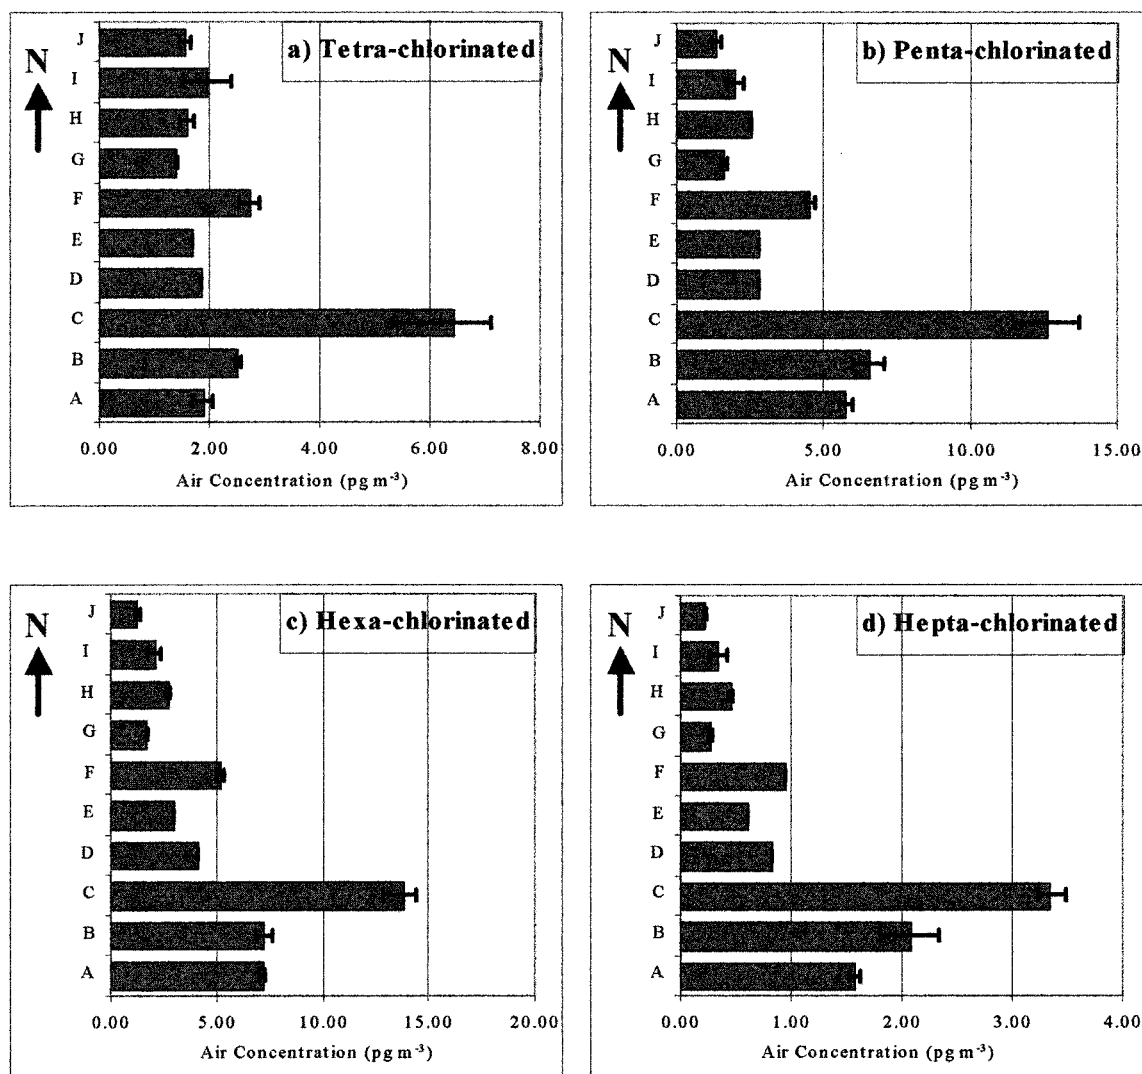 a) Tetra-chlorinated
N
J
I
H
G
F
E
D
C
B
A
0.00 2.00 4.00 6.00 8.00
Air Concentration (pg m⁻³)
b) Penta-chlorinated
N
J
I
H
G
F
E
D
C
B
A
0.00 5.00 10.00 15.00
Air Concentration (pg m⁻³)
c) Hexa-chlorinated
N
J
I
H
G
F
E
D
C
B
A
0.00 5.00 10.00 15.00 20.00
Air Concentration (pg m⁻³)
d) Hepta-chlorinated
N
J
I
H
G
F
E
D
C
B
A
0.00 1.00 2.00 3.00 4.00
Air Concentration (pg m⁻³)